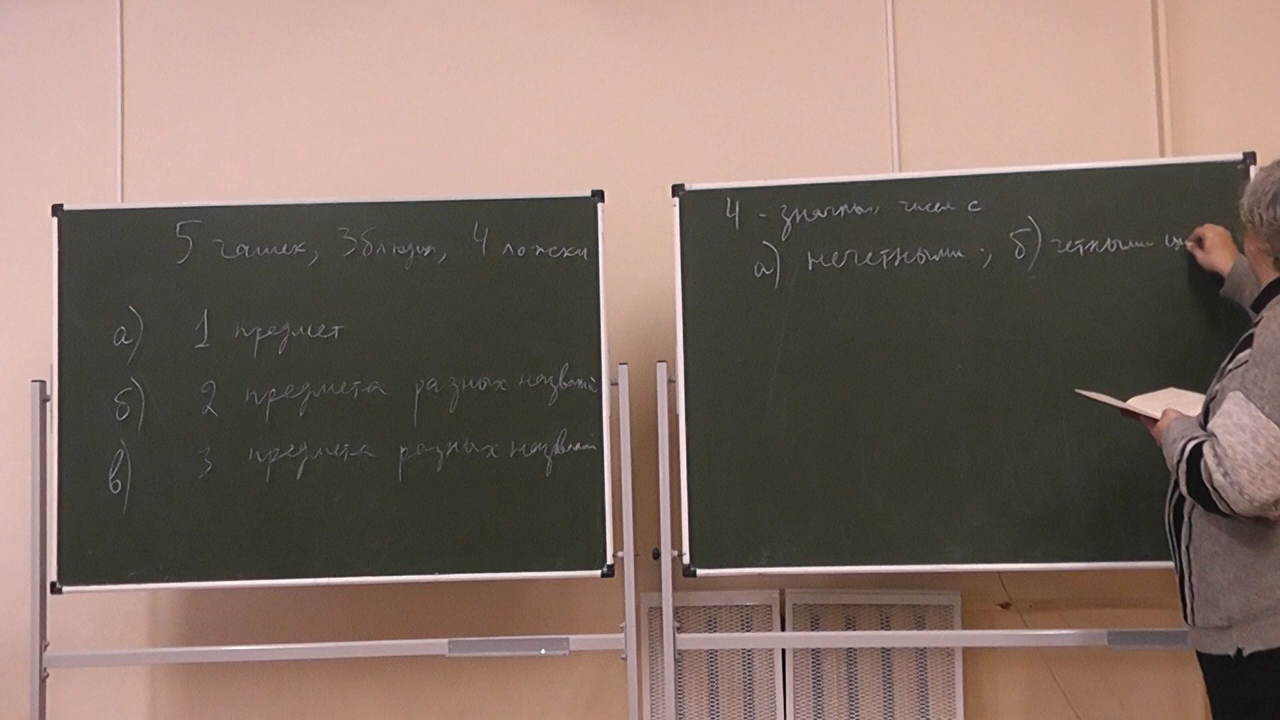 5 чашек, 3 блюдца, 4 ложки
а) 1 предмет
б) 2 предмета разных названий
в) 3 предмета разных названий
4-значных чисел с
а) нечетными; б) четными ци